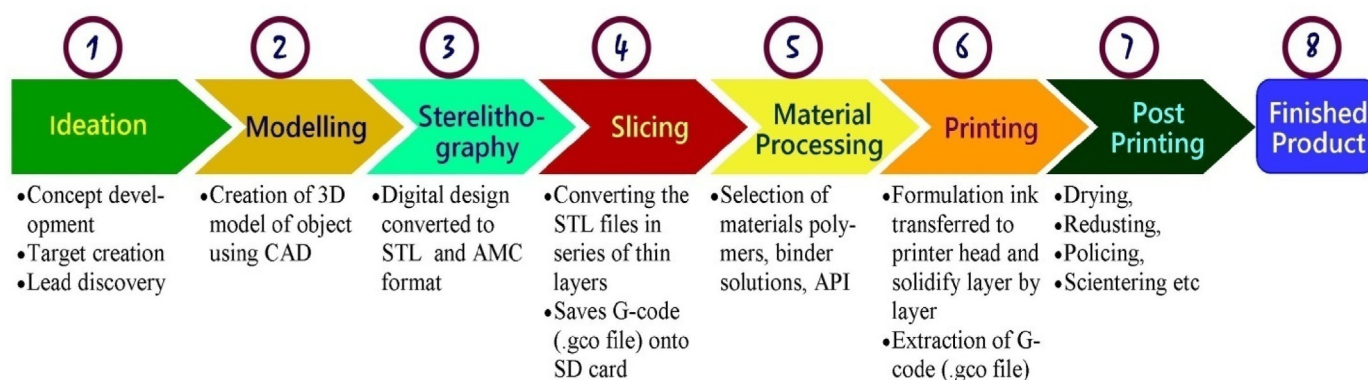 1
2
3
4
5
6
7
8
Ideation
Modelling
Sterelitho-
graphy
Slicing
Material
Processing
Printing
Post
Printing
Finished
Product
•Concept devel-
opment
•Target creation
•Lead discovery
•Creation of 3D
model of object
using CAD
•Digital design
converted to
STL and AMC
format
•Converting the
STL files in
series of thin
layers
•Saves G-code
(.gco file) onto
SD card
•Selection of
materials poly-
mers, binder
solutions, API
•Formulation ink
transferred to
printer head and
solidify layer by
layer
•Extraction of G-
code (.gco file)
•Drying,
•Redusting,
•Policing,
•Scientering etc